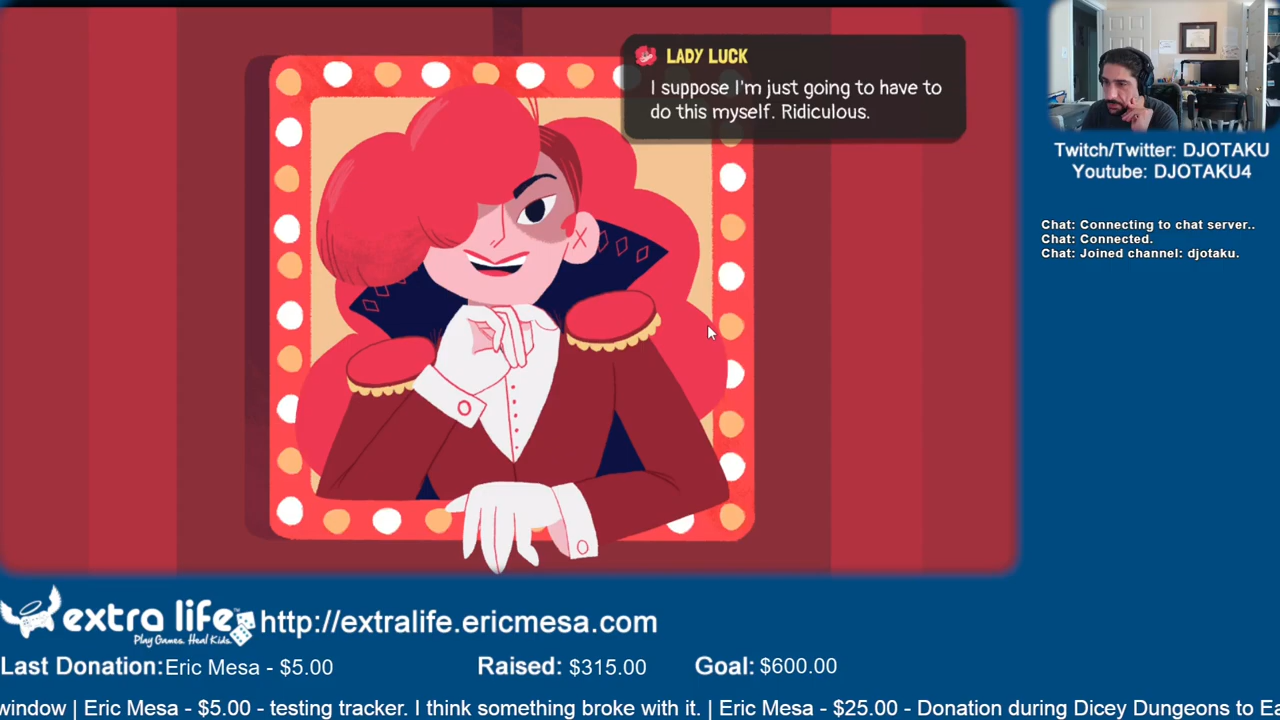 LADY LUCK
I suppose I'm just going to have to
do this myself. Ridiculous.
Twitch/Twitter: DJOTAKU
Youtube: DJOTAKU4
Chat: Connecting to chat server..
Chat: Connected.
Chat: Joined channel: djotaku.
extra life
Play Games. Heal Kids.
http://extralife.ericmesa.com
Last Donation: Eric Mesa - $5.00
Raised: $315.00
Goal: $600.00
window | Eric Mesa - $5.00 - testing tracker. I think something broke with it. | Eric Mesa - $25.00 - Donation during Dicey Dungeons to Ea